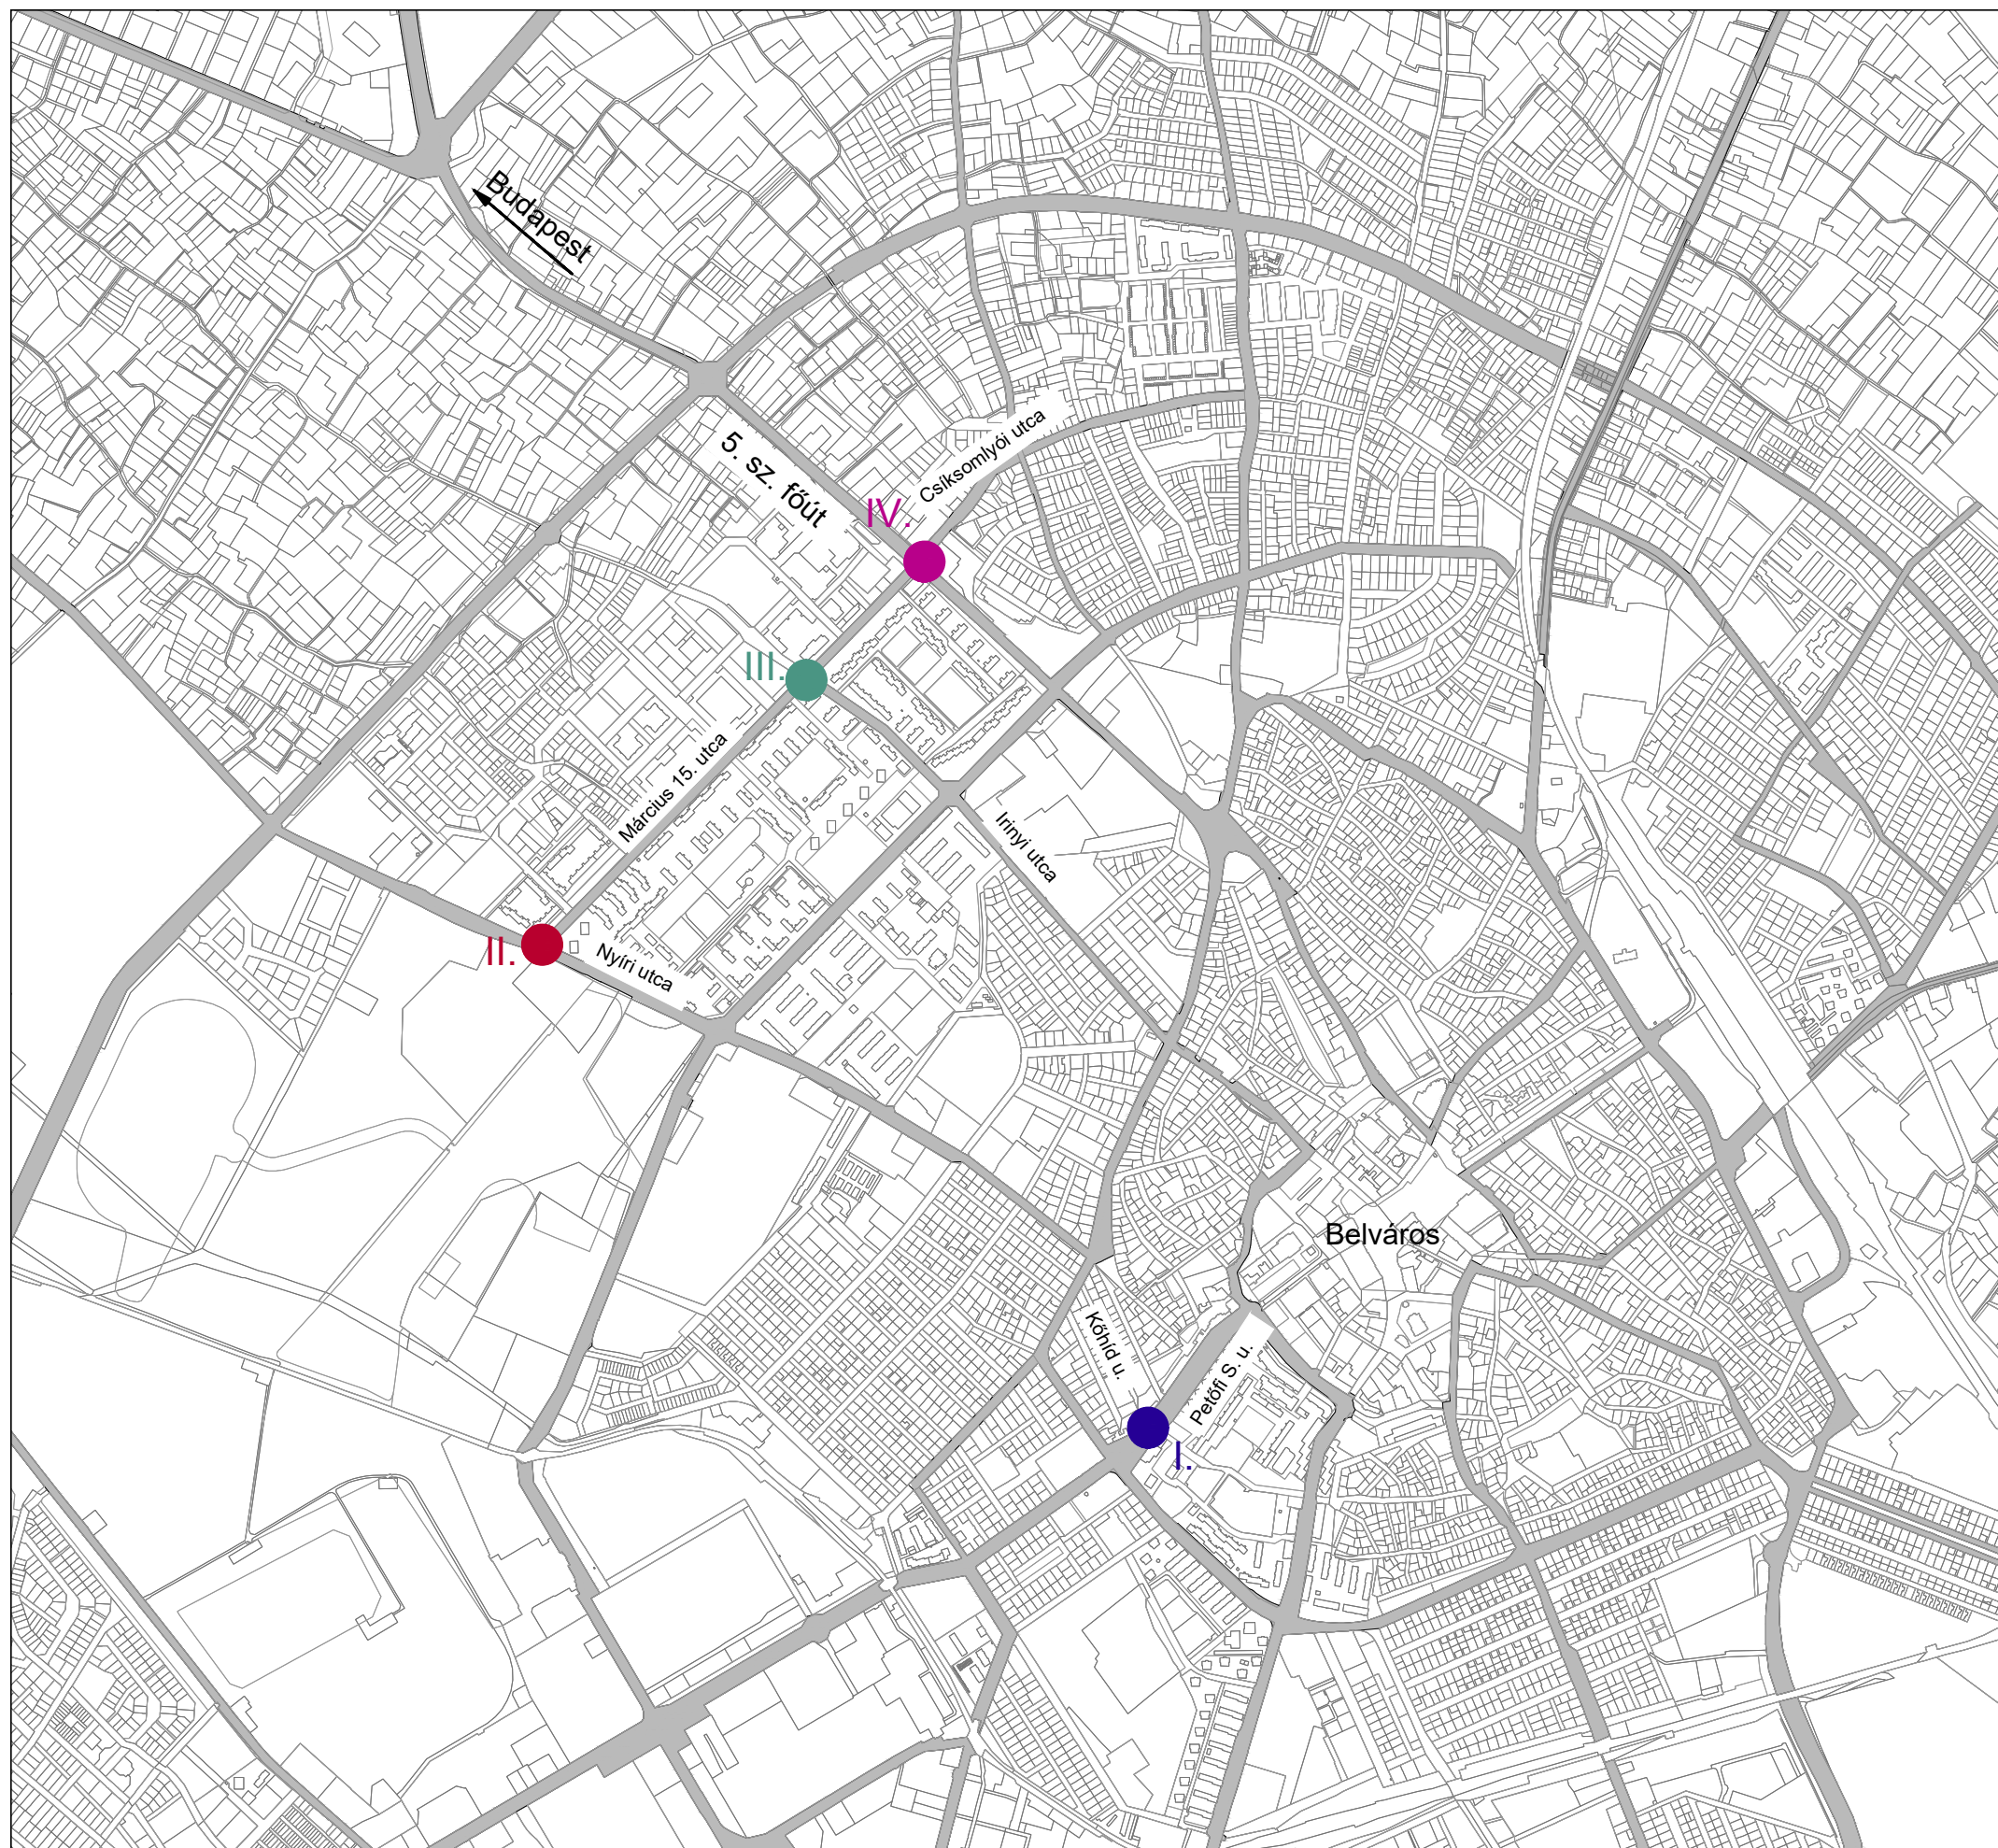 Budapest
5. sz. főút
Csíksomlyói utca
IV.
III.
Március 15. utca
Irinyi utca
II.
Nyíri utca
Belváros
Kőhíd u.
Petőfi S. u.
I.